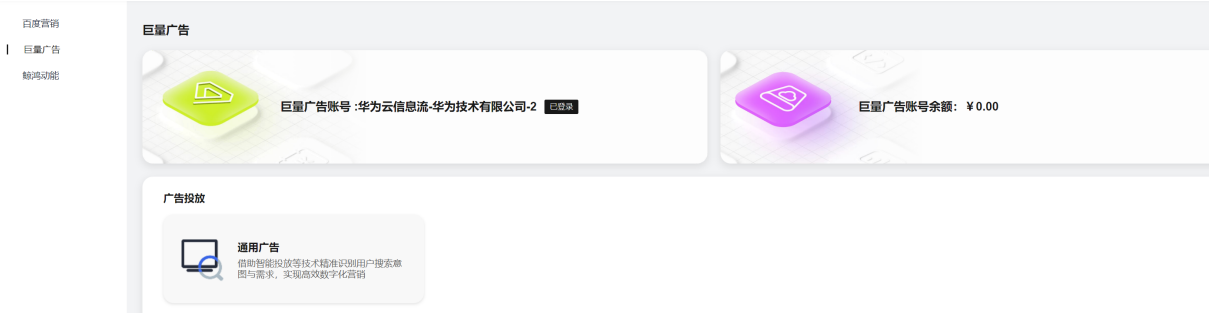 百度营销
巨量广告
鲸鸿动能
巨量广告
巨量广告账号 :华为云信息流-华为技术有限公司-2 已登录
巨量广告账号余额：￥0.00
广告投放
通用广告
借助智能投放等技术精准识别用户搜索意
图与需求，实现高效数字化营销